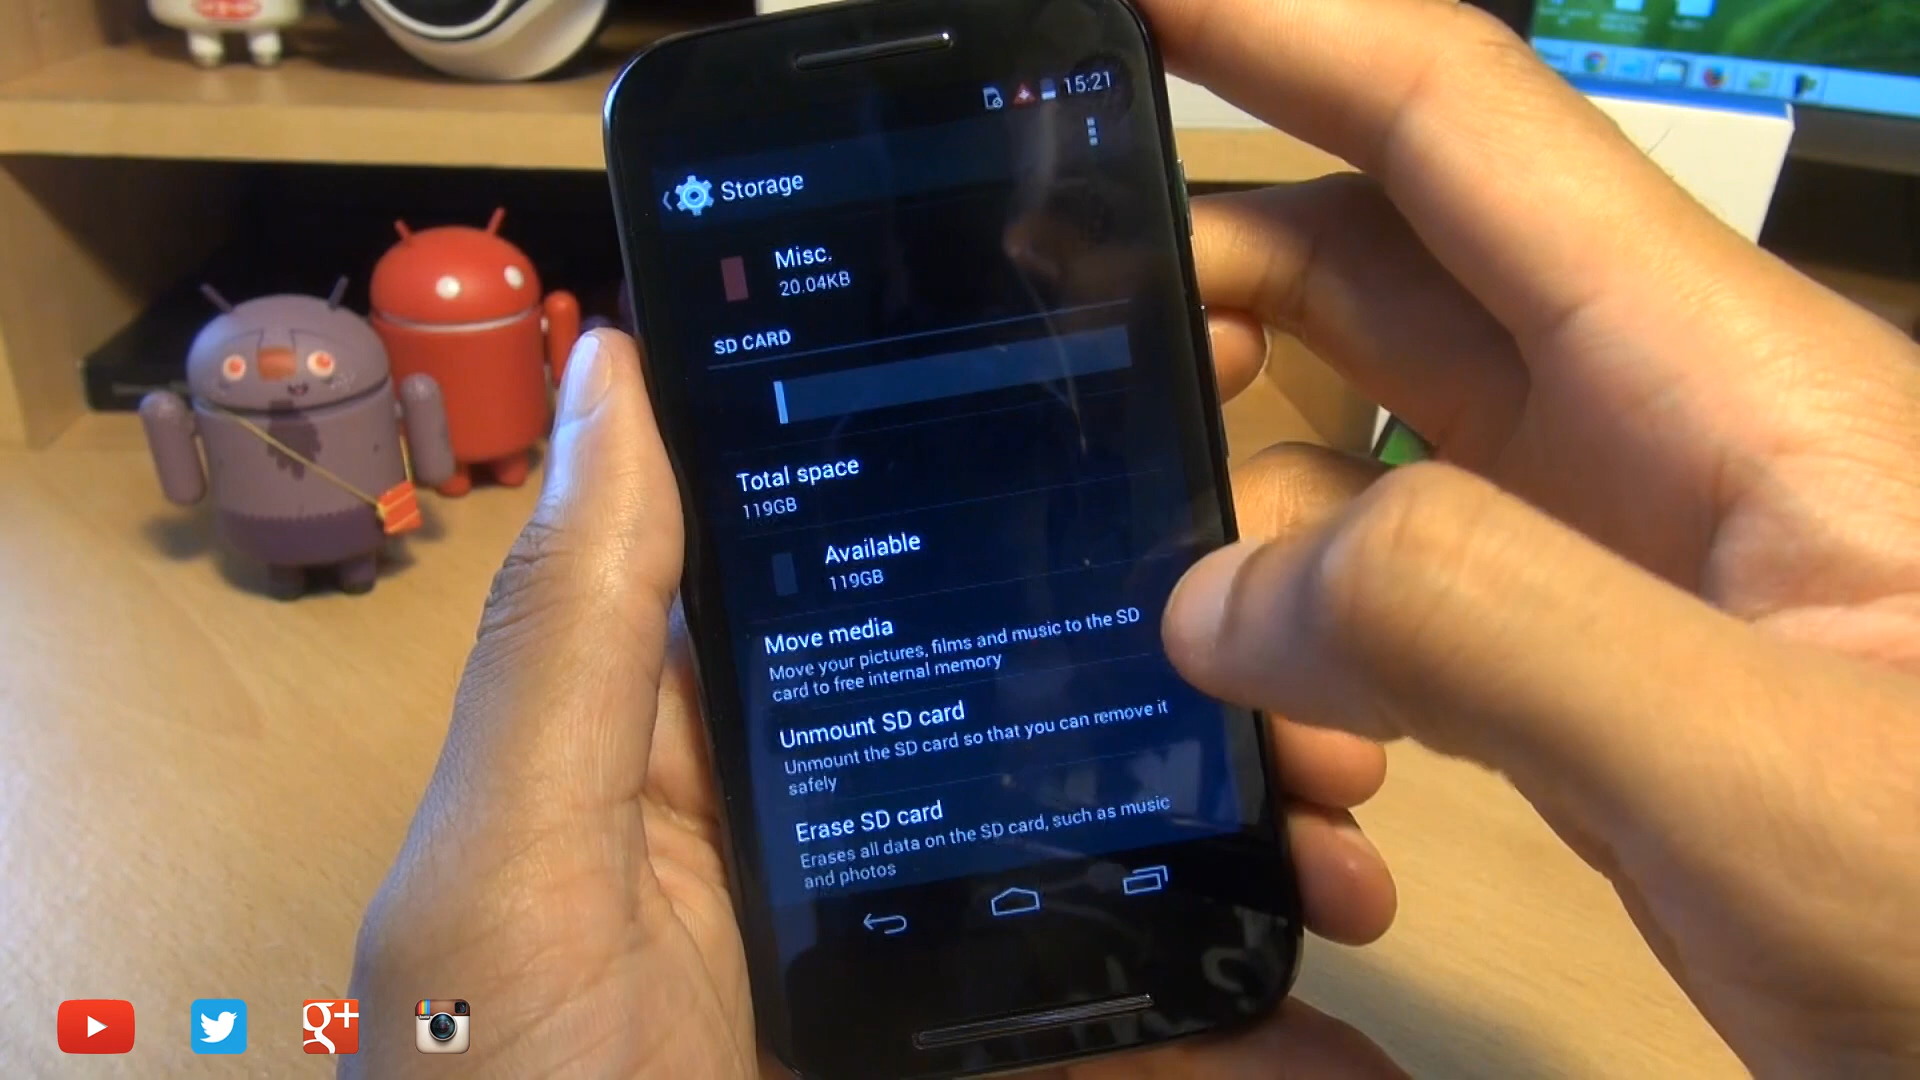 15:21
Storage
Misc.
20.04KB
SD CARD
Total space
119GB
Available
119GB
Move media
Move your pictures, films and music to the SD
card to free internal memory
Unmount SD card
Unmount the SD card so that you can remove it
safely
Erase SD card
Erases all data on the SD card, such as music
and photos
g+